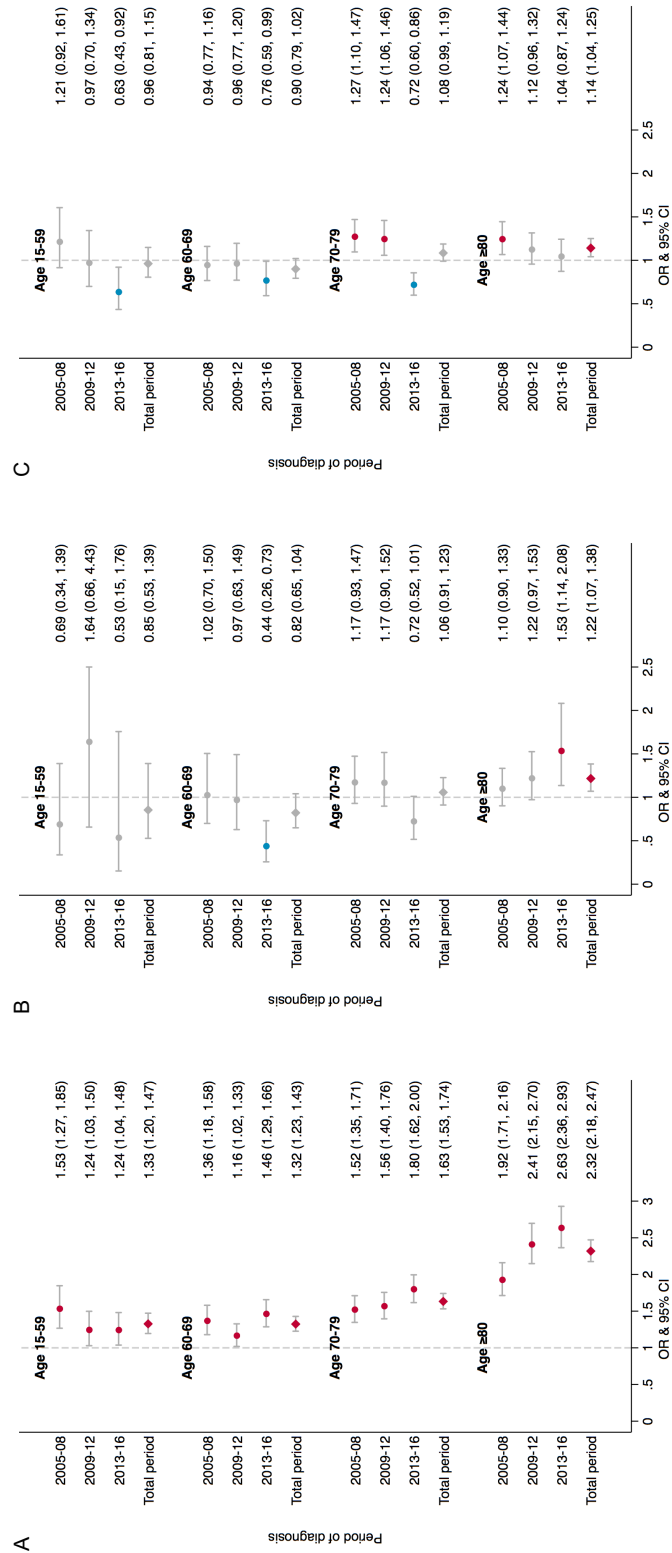 A
Period of diagnosis
Age 15-59
2005-08 1.53 (1.27, 1.85)
2009-12 1.24 (1.03, 1.50)
2013-16 1.24 (1.04, 1.48)
Total period 1.33 (1.20, 1.47)
Age 60-69
2005-08 1.36 (1.18, 1.58)
2009-12 1.16 (1.02, 1.33)
2013-16 1.46 (1.29, 1.66)
Total period 1.32 (1.23, 1.43)
Age 70-79
2005-08 1.52 (1.35, 1.71)
2009-12 1.56 (1.40, 1.76)
2013-16 1.80 (1.62, 2.00)
Total period 1.63 (1.53, 1.74)
Age ≥80
2005-08 1.92 (1.71, 2.16)
2009-12 2.41 (2.15, 2.70)
2013-16 2.63 (2.36, 2.93)
Total period 2.32 (2.18, 2.47)
0 .5 1 1.5 2 2.5 3
OR & 95% CI
B
Period of diagnosis
Age 15-59
2005-08 0.69 (0.34, 1.39)
2009-12 1.64 (0.66, 4.43)
2013-16 0.53 (0.15, 1.76)
Total period 0.85 (0.53, 1.39)
Age 60-69
2005-08 1.02 (0.70, 1.50)
2009-12 0.97 (0.63, 1.49)
2013-16 0.44 (0.26, 0.73)
Total period 0.82 (0.65, 1.04)
Age 70-79
2005-08 1.17 (0.93, 1.47)
2009-12 1.17 (0.90, 1.52)
2013-16 0.72 (0.52, 1.01)
Total period 1.06 (0.91, 1.23)
Age ≥80
2005-08 1.10 (0.90, 1.33)
2009-12 1.22 (0.97, 1.53)
2013-16 1.53 (1.14, 2.08)
Total period 1.22 (1.07, 1.38)
0 .5 1 1.5 2 2.5
OR & 95% CI
C
Period of diagnosis
Age 15-59
2005-08 1.21 (0.92, 1.61)
2009-12 0.97 (0.70, 1.34)
2013-16 0.63 (0.43, 0.92)
Total period 0.96 (0.81, 1.15)
Age 60-69
2005-08 0.94 (0.77, 1.16)
2009-12 0.96 (0.77, 1.20)
2013-16 0.76 (0.59, 0.99)
Total period 0.90 (0.79, 1.02)
Age 70-79
2005-08 1.27 (1.10, 1.47)
2009-12 1.24 (1.06, 1.46)
2013-16 0.72 (0.60, 0.86)
Total period 1.08 (0.99, 1.19)
Age ≥80
2005-08 1.24 (1.07, 1.44)
2009-12 1.12 (0.96, 1.32)
2013-16 1.04 (0.87, 1.24)
Total period 1.14 (1.04, 1.25)
0 .5 1 1.5 2 2.5
OR & 95% CI